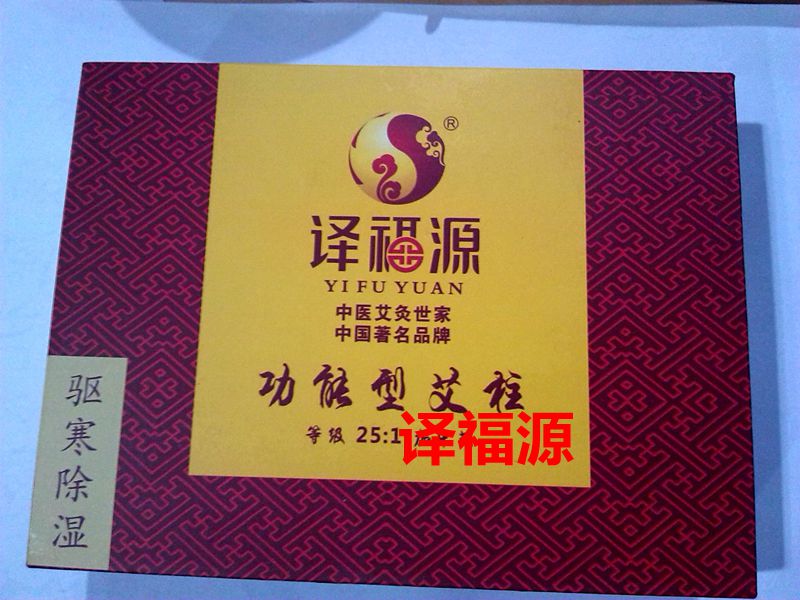 ®
译福源
YI FU YUAN
中医艾灸世家
中国著名品牌
功能型艾柱
等级 25:1
译福源
驱寒除湿